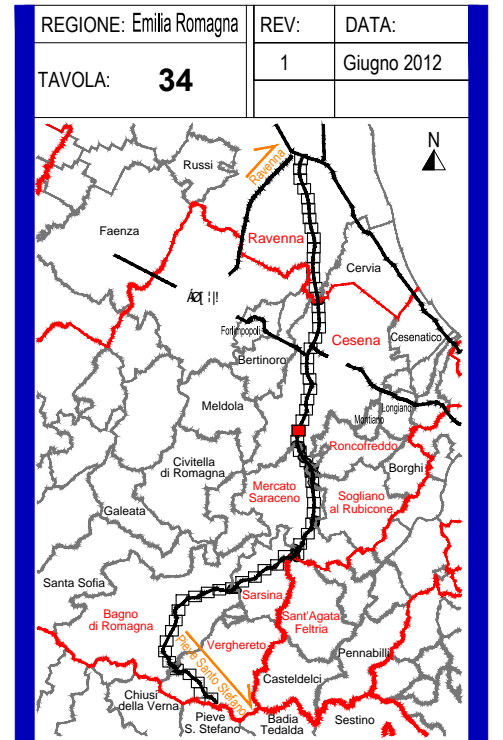 REGIONE: Emilia Romagna
REV:
DATA:
TAVOLA: 34
1
Giugno 2012
N
Russi
Ravenna
Faenza
Ravenna
Cervia
Forlimpopoli
Cesena
Cesenatico
Bertinoro
Meldola
Longiano
Montiano
Roncofreddo
Civitella
di Romagna
Borghi
Mercato
Saraceno
Sogliano
al Rubicone
Galeata
Santa Sofia
Sarsina
Bagno
di Romagna
Sant'Agata
Feltria
Verghereto
Pieve Santo Stefano
Pennabilli
Casteldelci
Chiusi
della Verna
Pieve
S. Stefano
Badia
Tedalda
Sestino